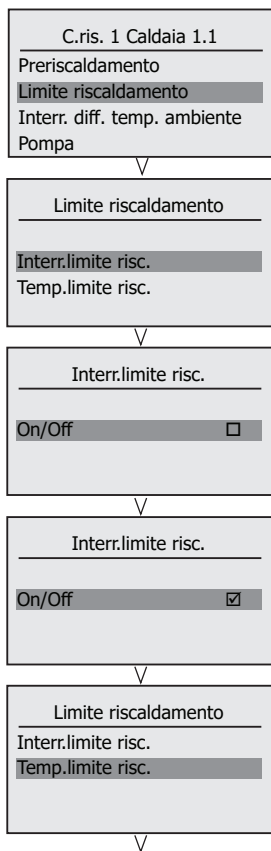 C.ris. 1 Caldaia 1.1
Preriscaldamento
Limite riscaldamento
Interr. diff. temp. ambiente
Pompa
Limite riscaldamento
Interr.limite risc.
Temp.limite risc.
Interr.limite risc.
On/Off ☐
Interr.limite risc.
On/Off ☑
Limite riscaldamento
Interr.limite risc.
Temp.limite risc.